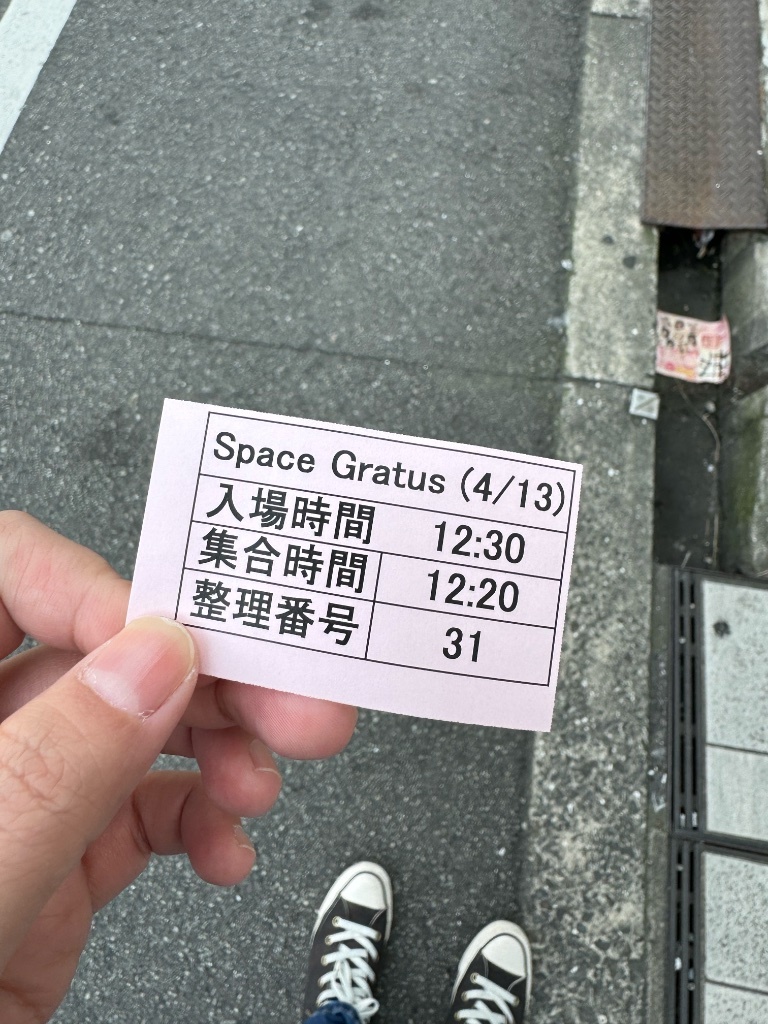 Space Gratus (4/13)
入場時間 12:30
集合時間 12:20
整理番号 31